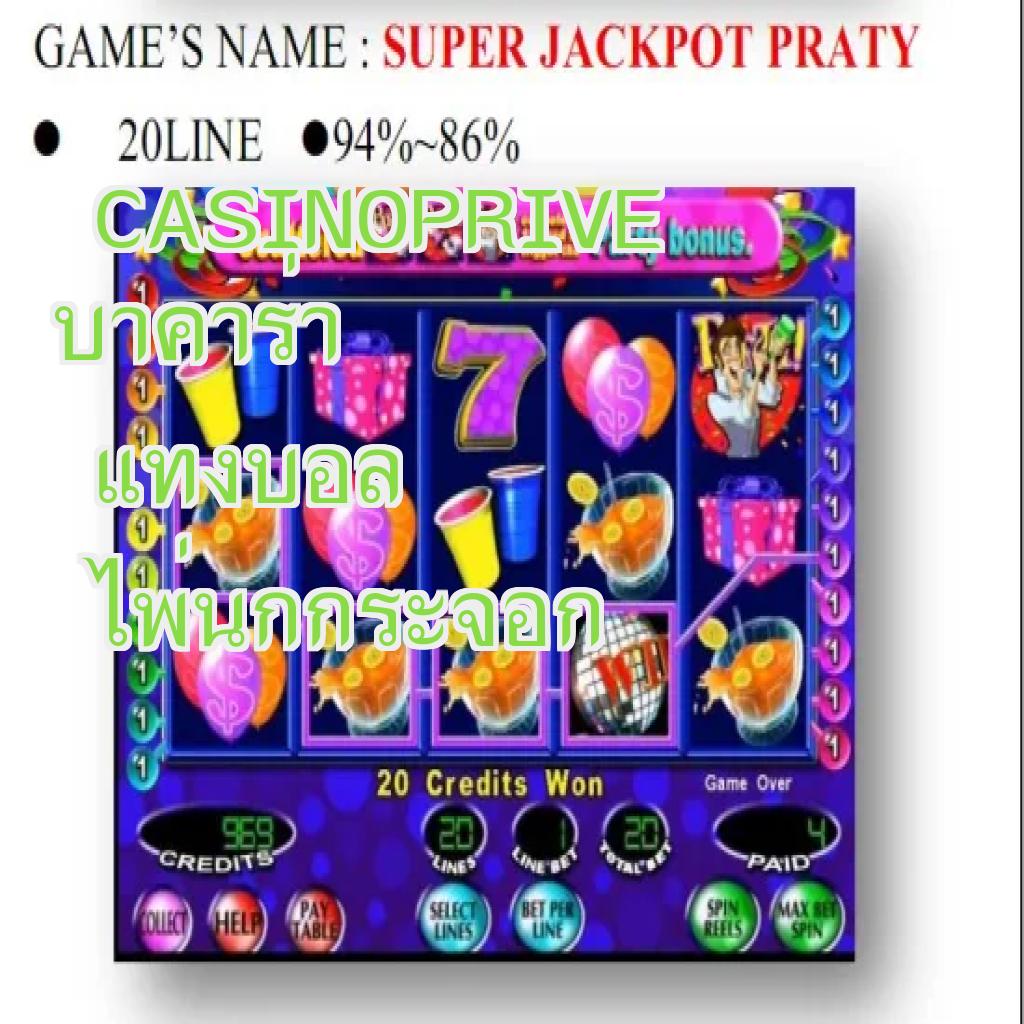 GAME'S NAME : SUPER JACKPOT PRATY
● 20LINE ●94%~86%
CASINOPRIVE
Party bonus.
บาคาร่า
แทงบอล
ไพ่นกกระจอก
20 Credits Won
Game Over
969 20 1 20 4
CREDITS LINES LINE BET TOTAL BET PAID
COLLECT HELP PAY TABLE SELECT LINES BET PER LINE SPIN REELS MAX BET SPIN